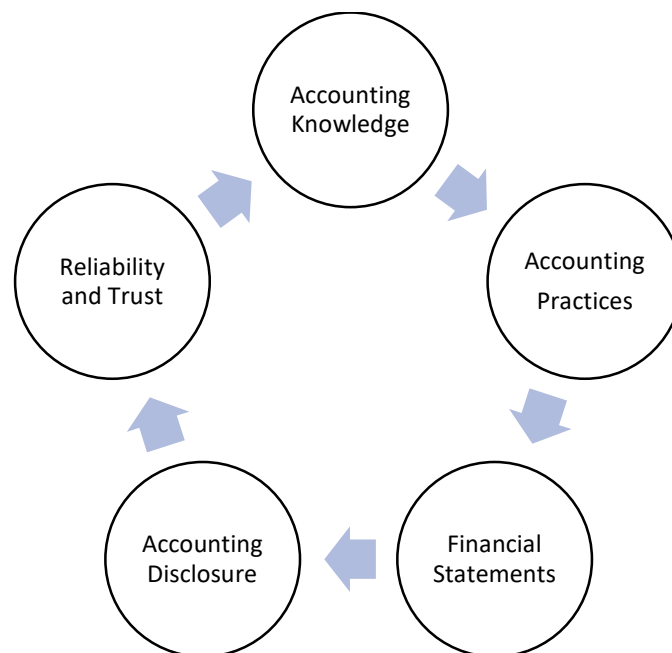 Accounting
Knowledge
Accounting
Practices
Financial
Statements
Accounting
Disclosure
Reliability
and Trust